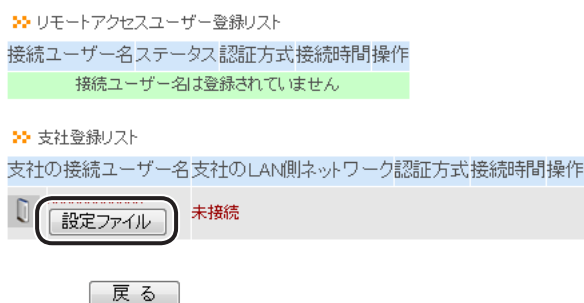 リモートアクセスユーザー登録リスト
接続ユーザー名 ステータス 認証方式 接続時間 操作
接続ユーザー名は登録されていません
支社登録リスト
支社の接続ユーザー名 支社のLAN側ネットワーク 認証方式 接続時間 操作
設定ファイル 未接続
戻る